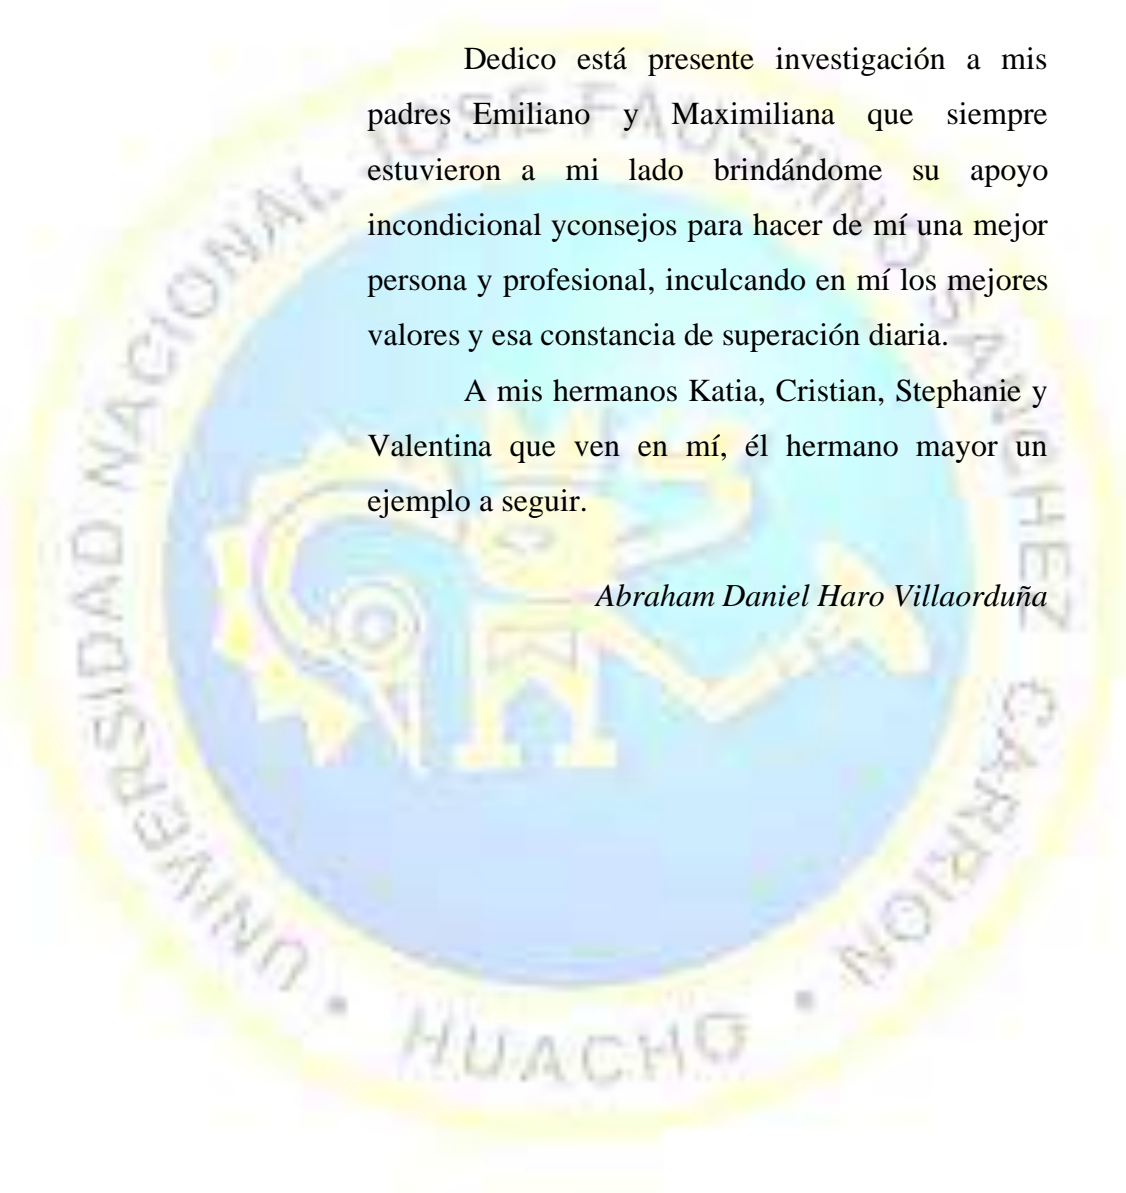 Dedico está presente investigación a mis
padres Emiliano y Maximiliana que siempre
estuvieron a mi lado brindándome su apoyo
incondicional yconsejos para hacer de mí una mejor
persona y profesional, inculcando en mí los mejores
valores y esa constancia de superación diaria.
A mis hermanos Katia, Cristian, Stephanie y
Valentina que ven en mí, él hermano mayor un
ejemplo a seguir.
Abraham Daniel Haro Villaorduña
UNIVERSIDAD NACIONAL JOSE FAUSTINO SANCHEZ CARRION
• HUACHO •